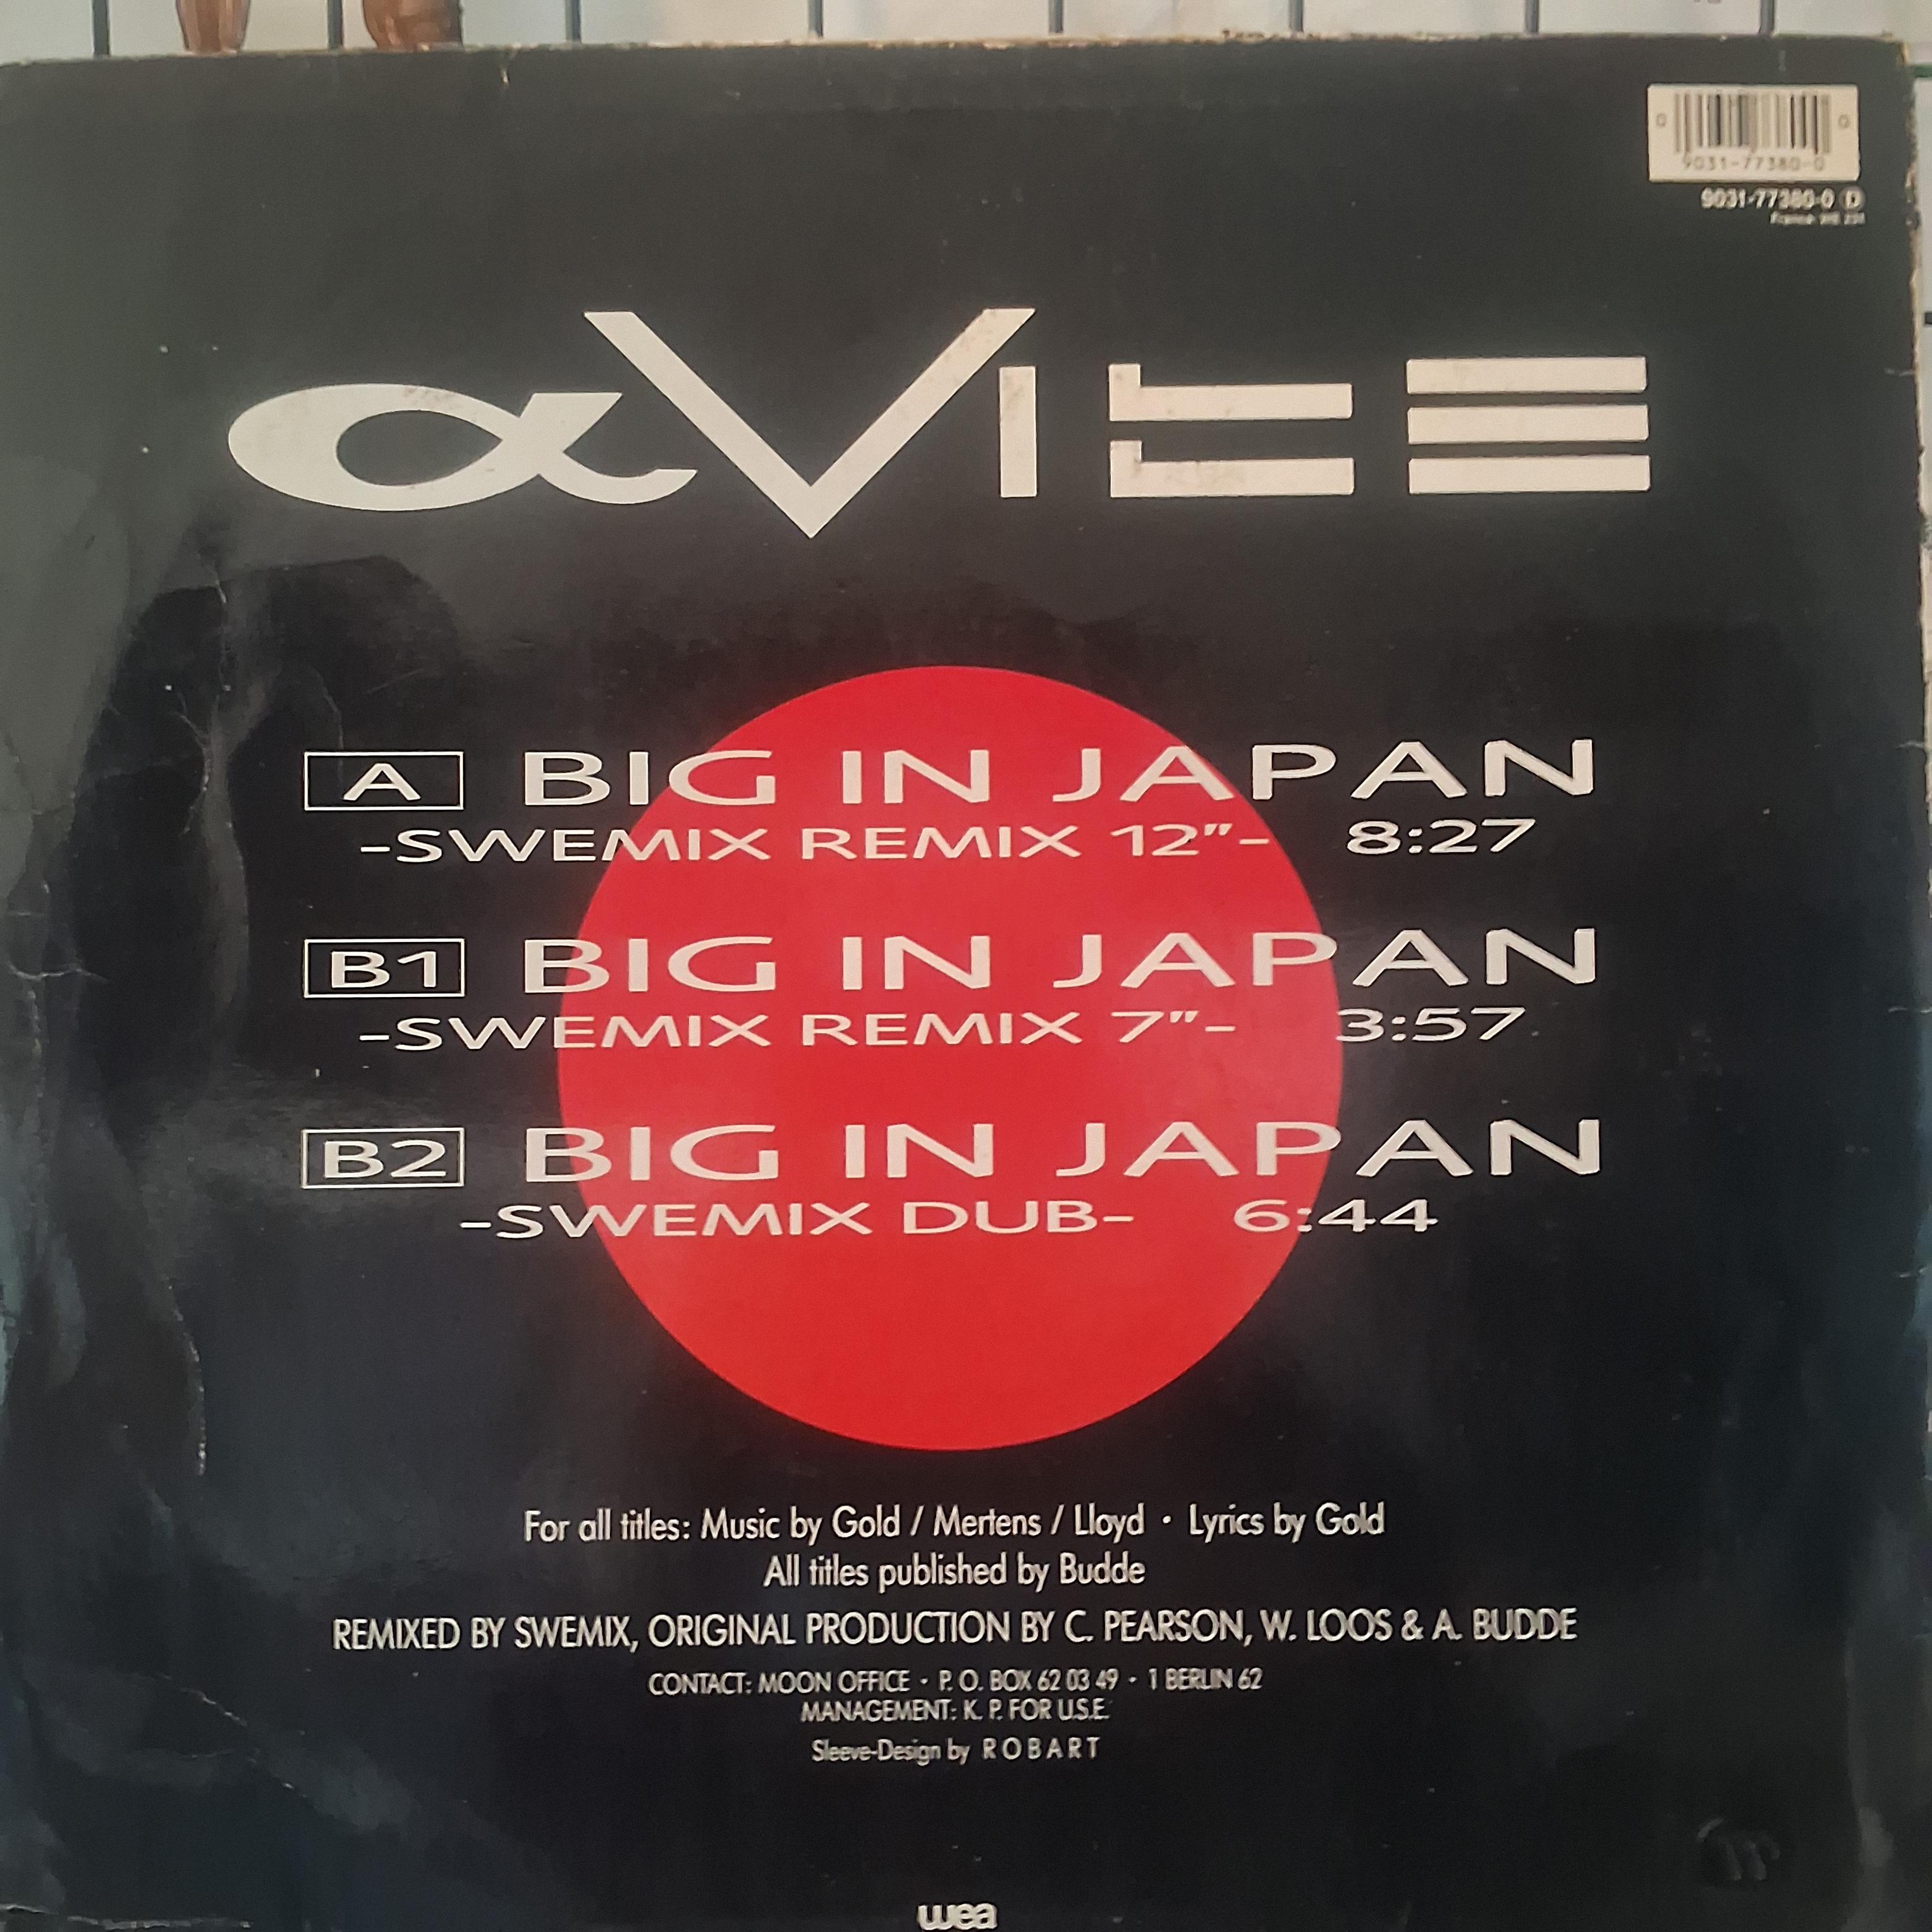 9031-77380-0
9031-77380-0 D
αVILLE
A BIG IN JAPAN
-SWEMIX REMIX 12"- 8:27
B1 BIG IN JAPAN
-SWEMIX REMIX 7"- 3:57
B2 BIG IN JAPAN
-SWEMIX DUB- 6:44
For all titles: Music by Gold / Mertens / Lloyd · Lyrics by Gold
All titles published by Budde
REMIXED BY SWEMIX, ORIGINAL PRODUCTION BY C. PEARSON, W. LOOS & A. BUDDE
CONTACT: MOON OFFICE · P. O. BOX 62 03 49 · 1 BERLIN 62
MANAGEMENT: K. P. FOR U.S.E.
Sleeve-Design by ROBART
wea